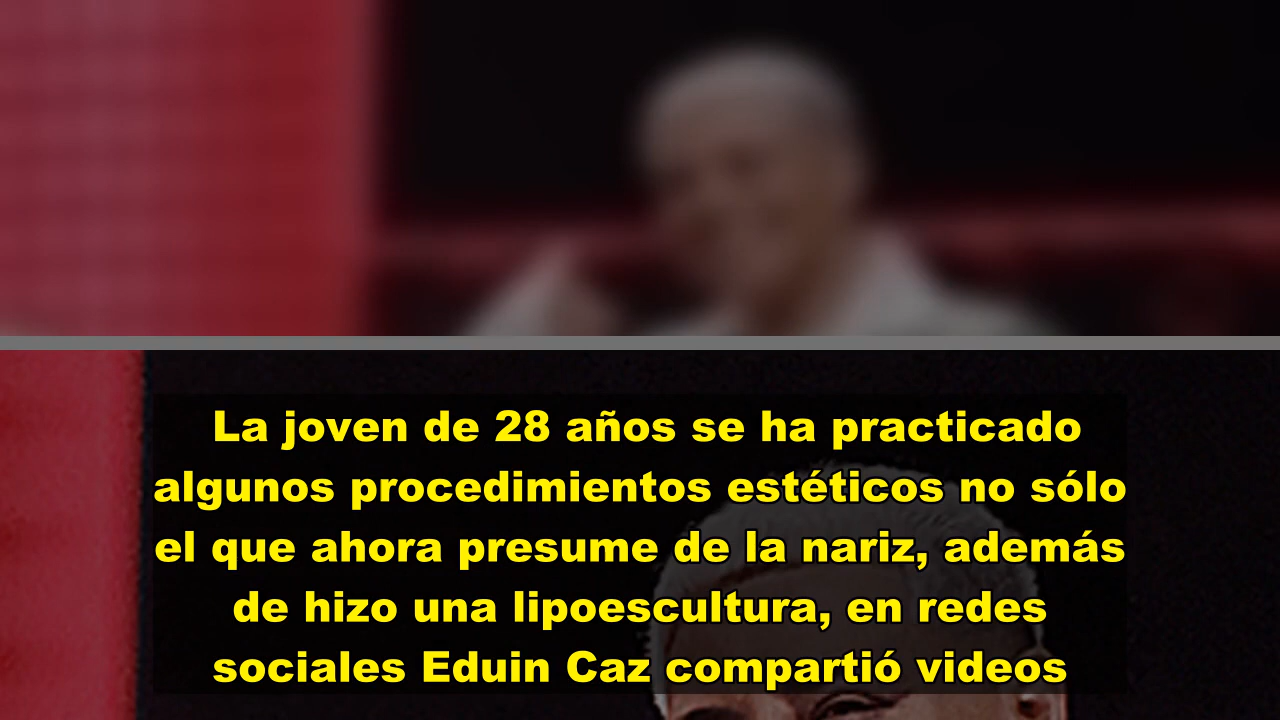 La joven de 28 años se ha practicado
algunos procedimientos estéticos no sólo
el que ahora presume de la nariz, además
de hizo una lipoescultura, en redes
sociales Eduin Caz compartió videos